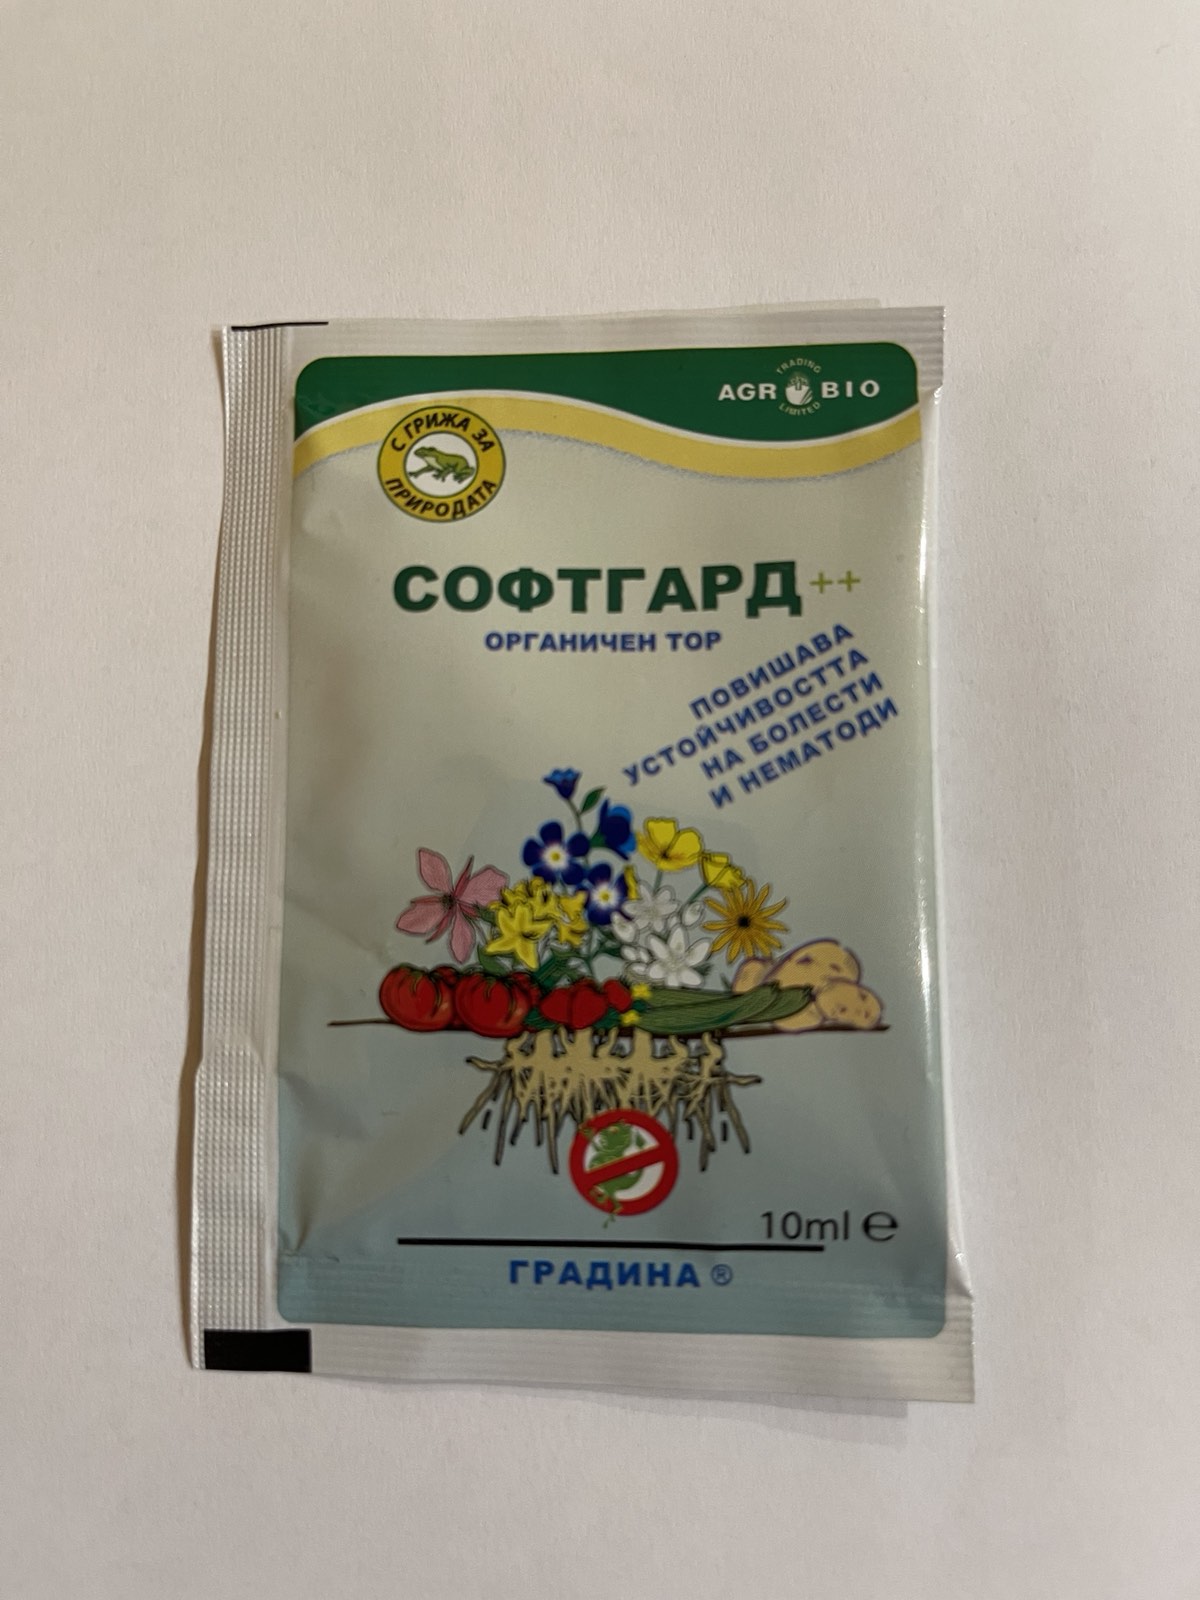 AGR BIO
TRADING
LIMITED
С ГРИЖА ЗА
ПРИРОДАТА
СОФТГАРД++
ОРГАНИЧЕН ТОР
ПОВИШАВА
УСТОЙЧИВОСТТА
НА БОЛЕСТИ
И НЕМАТОДИ
10ml ℮
ГРАДИНА ®